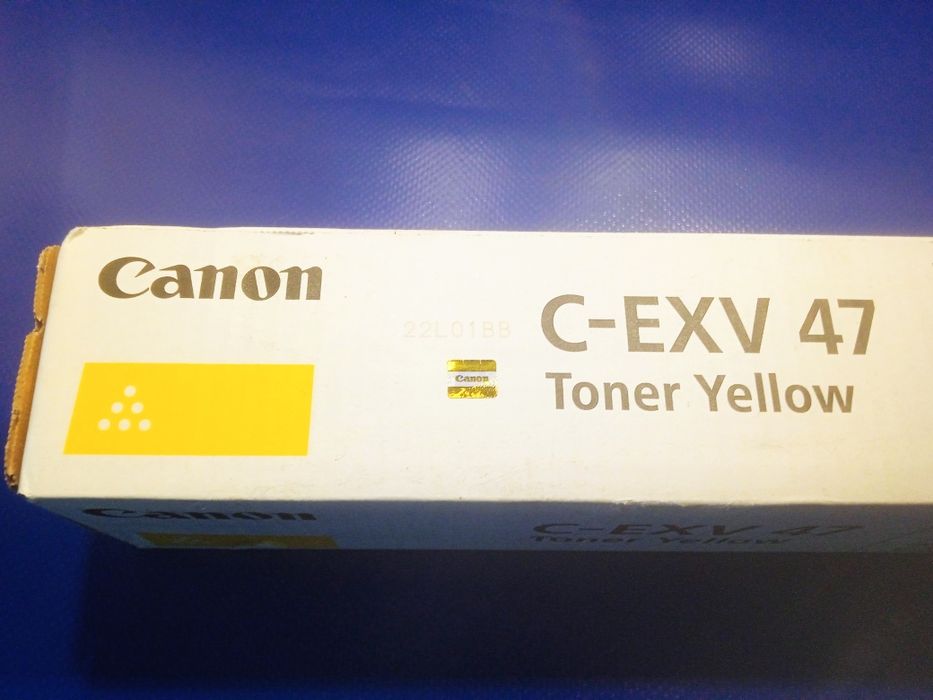 Canon
22L01BB
C-EXV 47
Canon
Toner Yellow
Canon
C-EXV 47
Toner Yellow